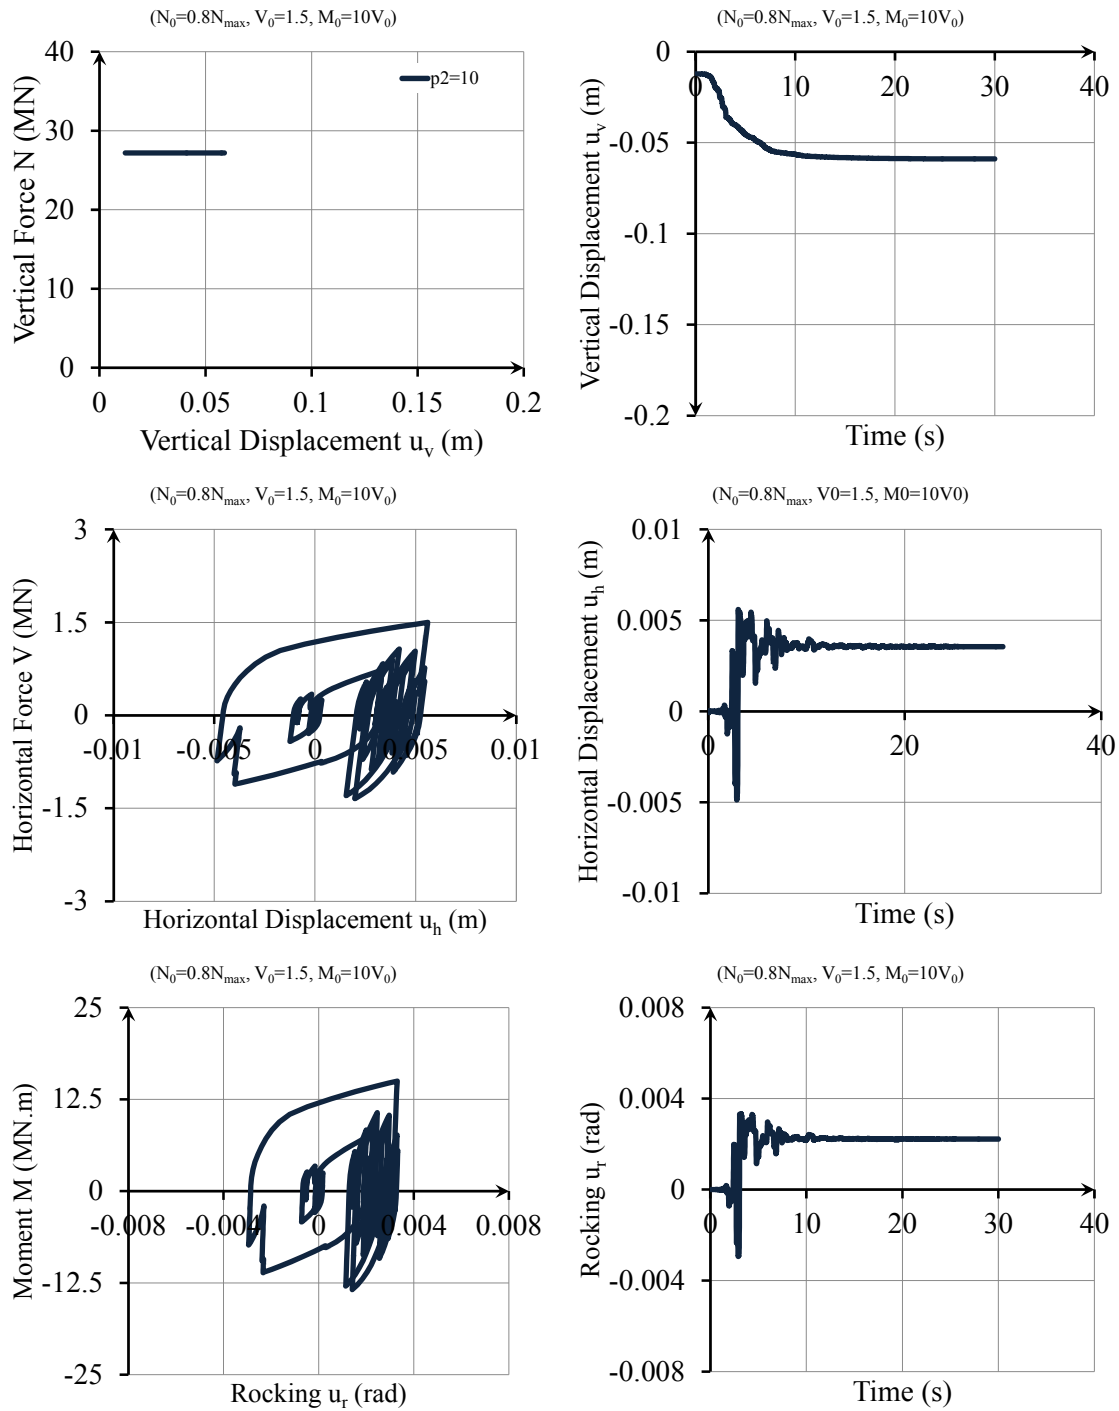 (N₀=0.8Nₘₐₓ, V₀=1.5, M₀=10V₀)
40
30
20
10
0
Vertical Force N (MN)
p2=10
0 0.05 0.1 0.15 0.2
Vertical Displacement uᵥ (m)
(N₀=0.8Nₘₐₓ, V₀=1.5, M₀=10V₀)
0
-0.05
-0.1
-0.15
-0.2
Vertical Displacement uᵥ (m)
0 10 20 30 40
Time (s)
(N₀=0.8Nₘₐₓ, V₀=1.5, M₀=10V₀)
3
1.5
0
-1.5
-3
Horizontal Force V (MN)
-0.01 -0.005 0 0.005 0.01
Horizontal Displacement uₕ (m)
(N₀=0.8Nₘₐₓ, V0=1.5, M0=10V0)
0.01
0.005
0
-0.005
-0.01
Horizontal Displacement uₕ (m)
0 20 40
Time (s)
(N₀=0.8Nₘₐₓ, V₀=1.5, M₀=10V₀)
25
12.5
0
-12.5
-25
Moment M (MN.m)
-0.008 -0.004 0 0.004 0.008
Rocking uᵣ (rad)
(N₀=0.8Nₘₐₓ, V₀=1.5, M₀=10V₀)
0.008
0.004
0
-0.004
-0.008
Rocking uᵣ (rad)
0 10 20 30 40
Time (s)